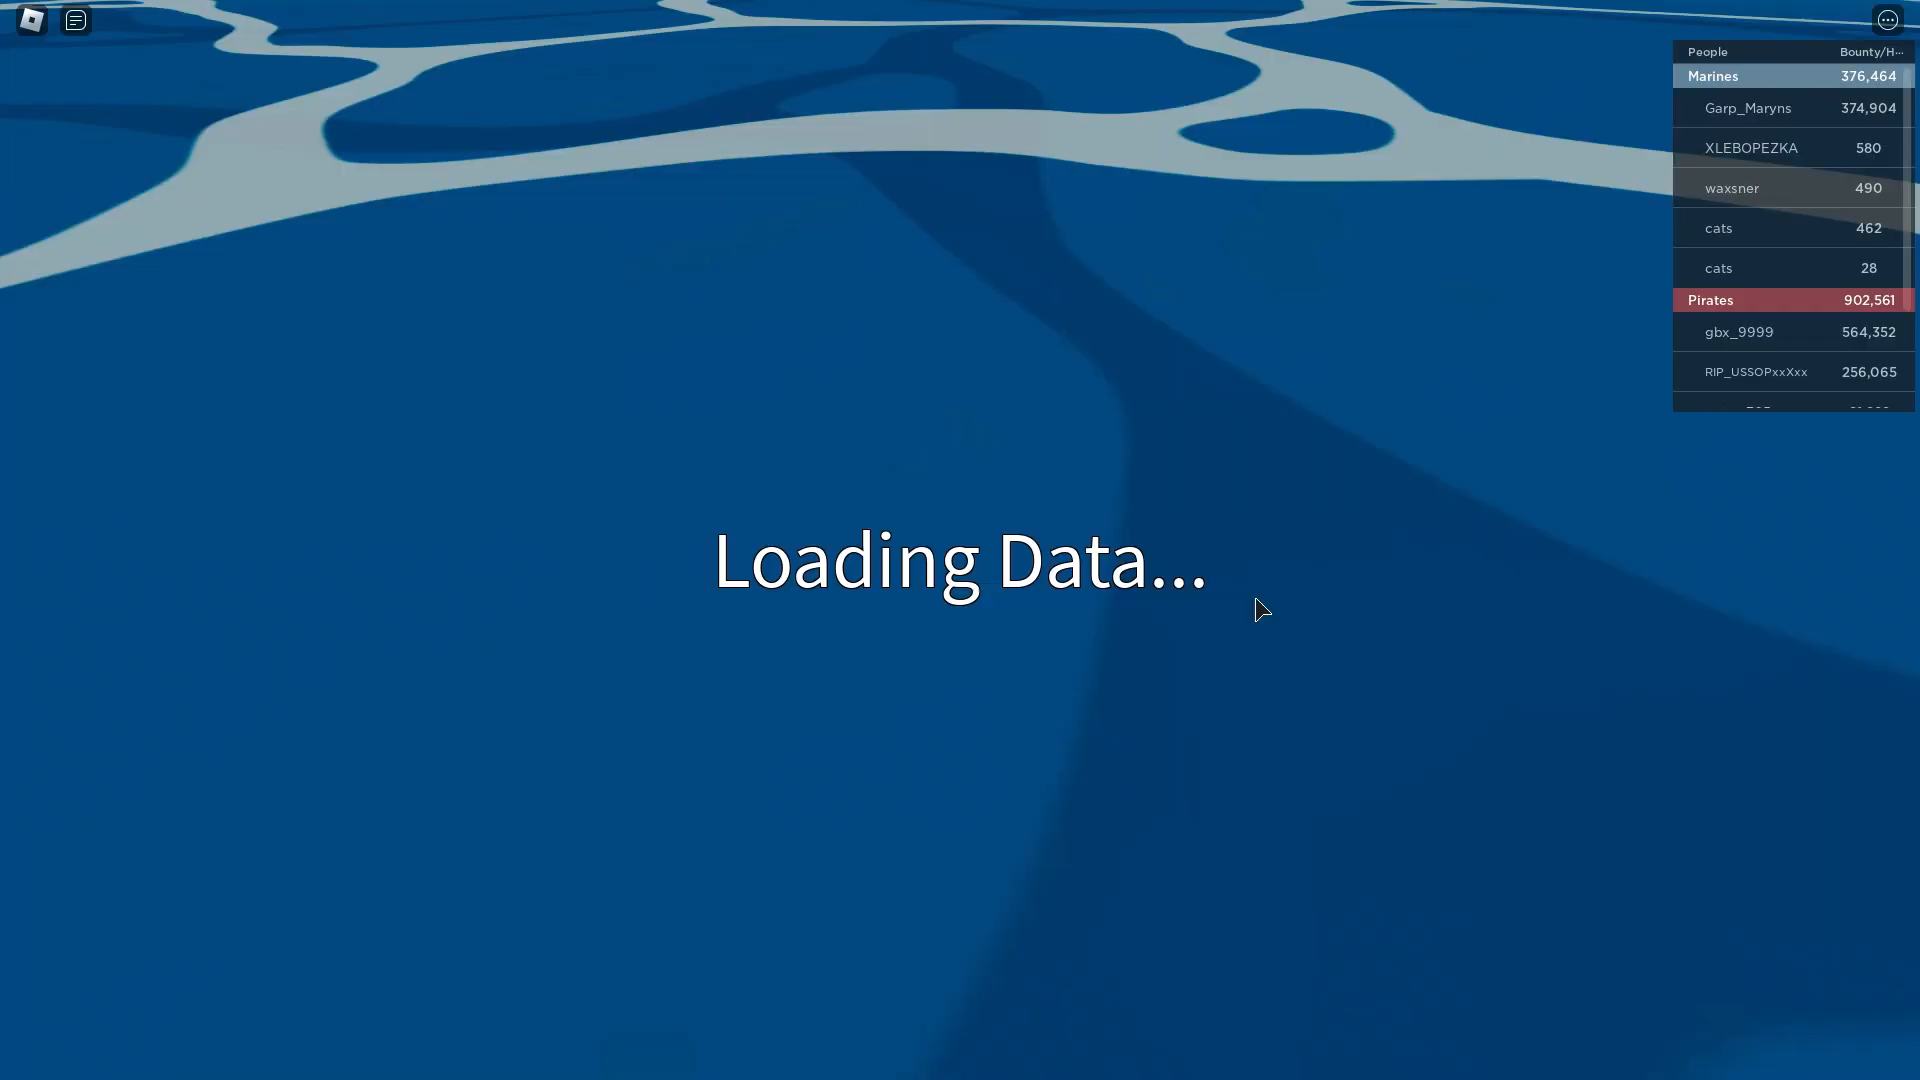 People Bounty/H...
Marines 376,464
Garp_Maryns 374,904
XLEBOPEZKA 580
waxsner 490
cats 462
cats 28
Pirates 902,561
gbx_9999 564,352
RIP_USSOPxxXxx 256,065
Loading Data...